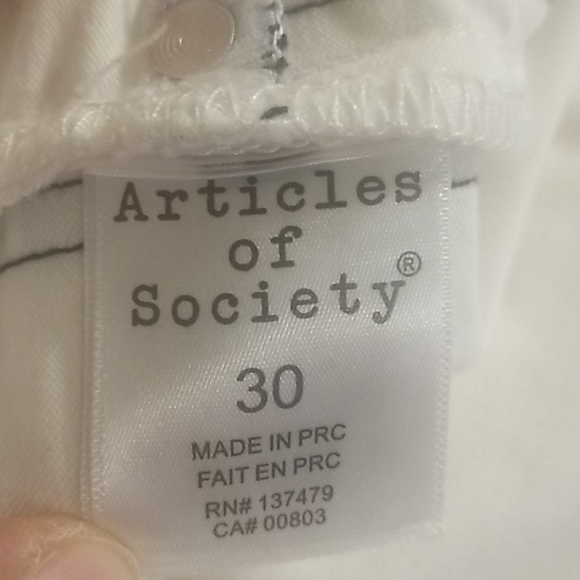 Articles
of
Society®
30
MADE IN PRC
FAIT EN PRC
RN# 137479
CA# 00803